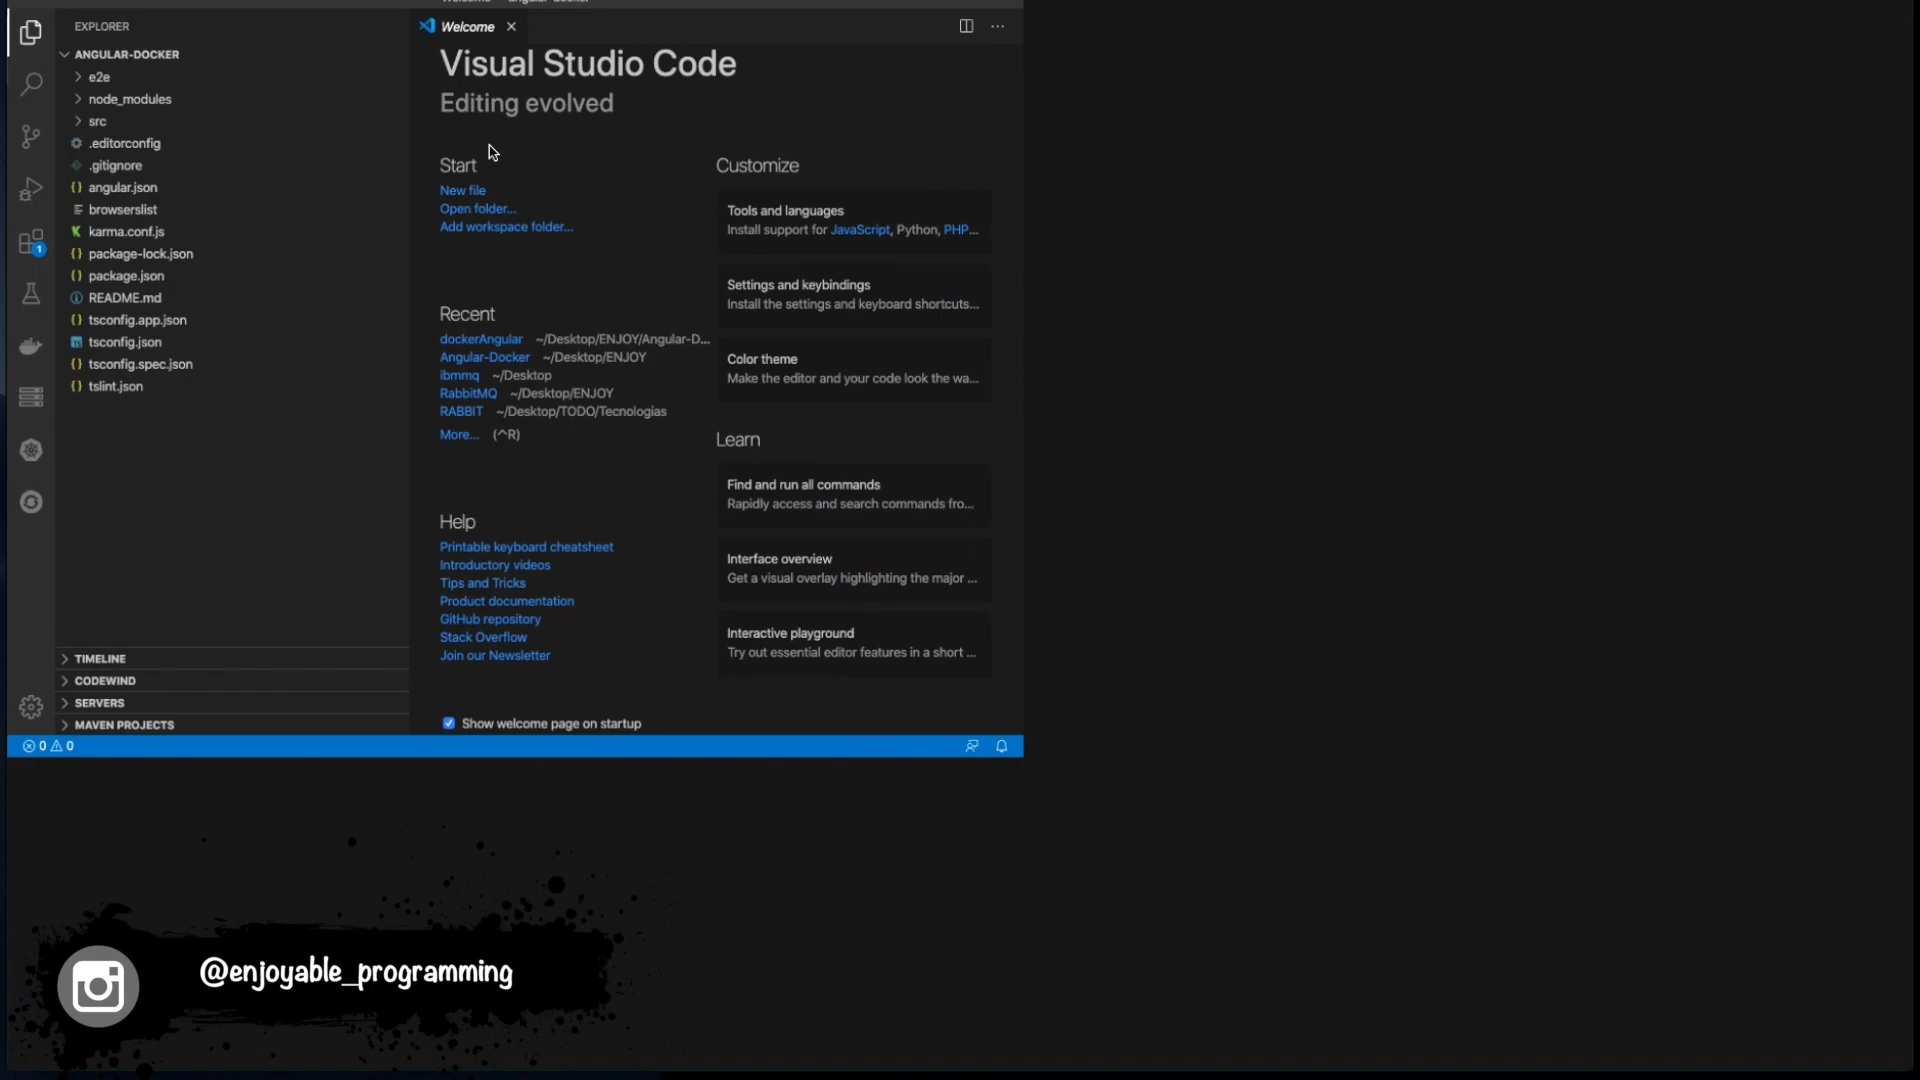 EXPLORER
ANGULAR-DOCKER
e2e
node_modules
src
.editorconfig
.gitignore
angular.json
browserslist
karma.conf.js
package-lock.json
package.json
README.md
tsconfig.app.json
tsconfig.json
tsconfig.spec.json
tslint.json
TIMELINE
CODEWIND
SERVERS
MAVEN PROJECTS
1
0 0
Welcome
Visual Studio Code
Editing evolved
Start
New file
Open folder...
Add workspace folder...
Recent
dockerAngular ~/Desktop/ENJOY/Angular-D...
Angular-Docker ~/Desktop/ENJOY
ibmmq ~/Desktop
RabbitMQ ~/Desktop/ENJOY
RABBIT ~/Desktop/TODO/Tecnologias
More... (^R)
Help
Printable keyboard cheatsheet
Introductory videos
Tips and Tricks
Product documentation
GitHub repository
Stack Overflow
Join our Newsletter
Show welcome page on startup
Customize
Tools and languages
Install support for JavaScript, Python, PHP...
Settings and keybindings
Install the settings and keyboard shortcuts...
Color theme
Make the editor and your code look the wa...
Learn
Find and run all commands
Rapidly access and search commands fro...
Interface overview
Get a visual overlay highlighting the major ...
Interactive playground
Try out essential editor features in a short ...
@enjoyable_programming